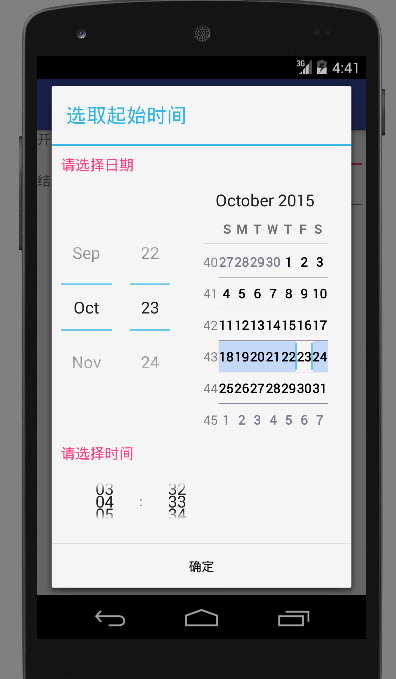 3G 4:41
开
结
选取起始时间
请选择日期
Sep 22
Oct 23
Nov 24
October 2015
S M T W T F S
40 27 28 29 30 1 2 3
41 4 5 6 7 8 9 10
42 11 12 13 14 15 16 17
43 18 19 20 21 22 23 24
44 25 26 27 28 29 30 31
45 1 2 3 4 5 6 7
请选择时间
03 32
04 : 33
05 34
确定